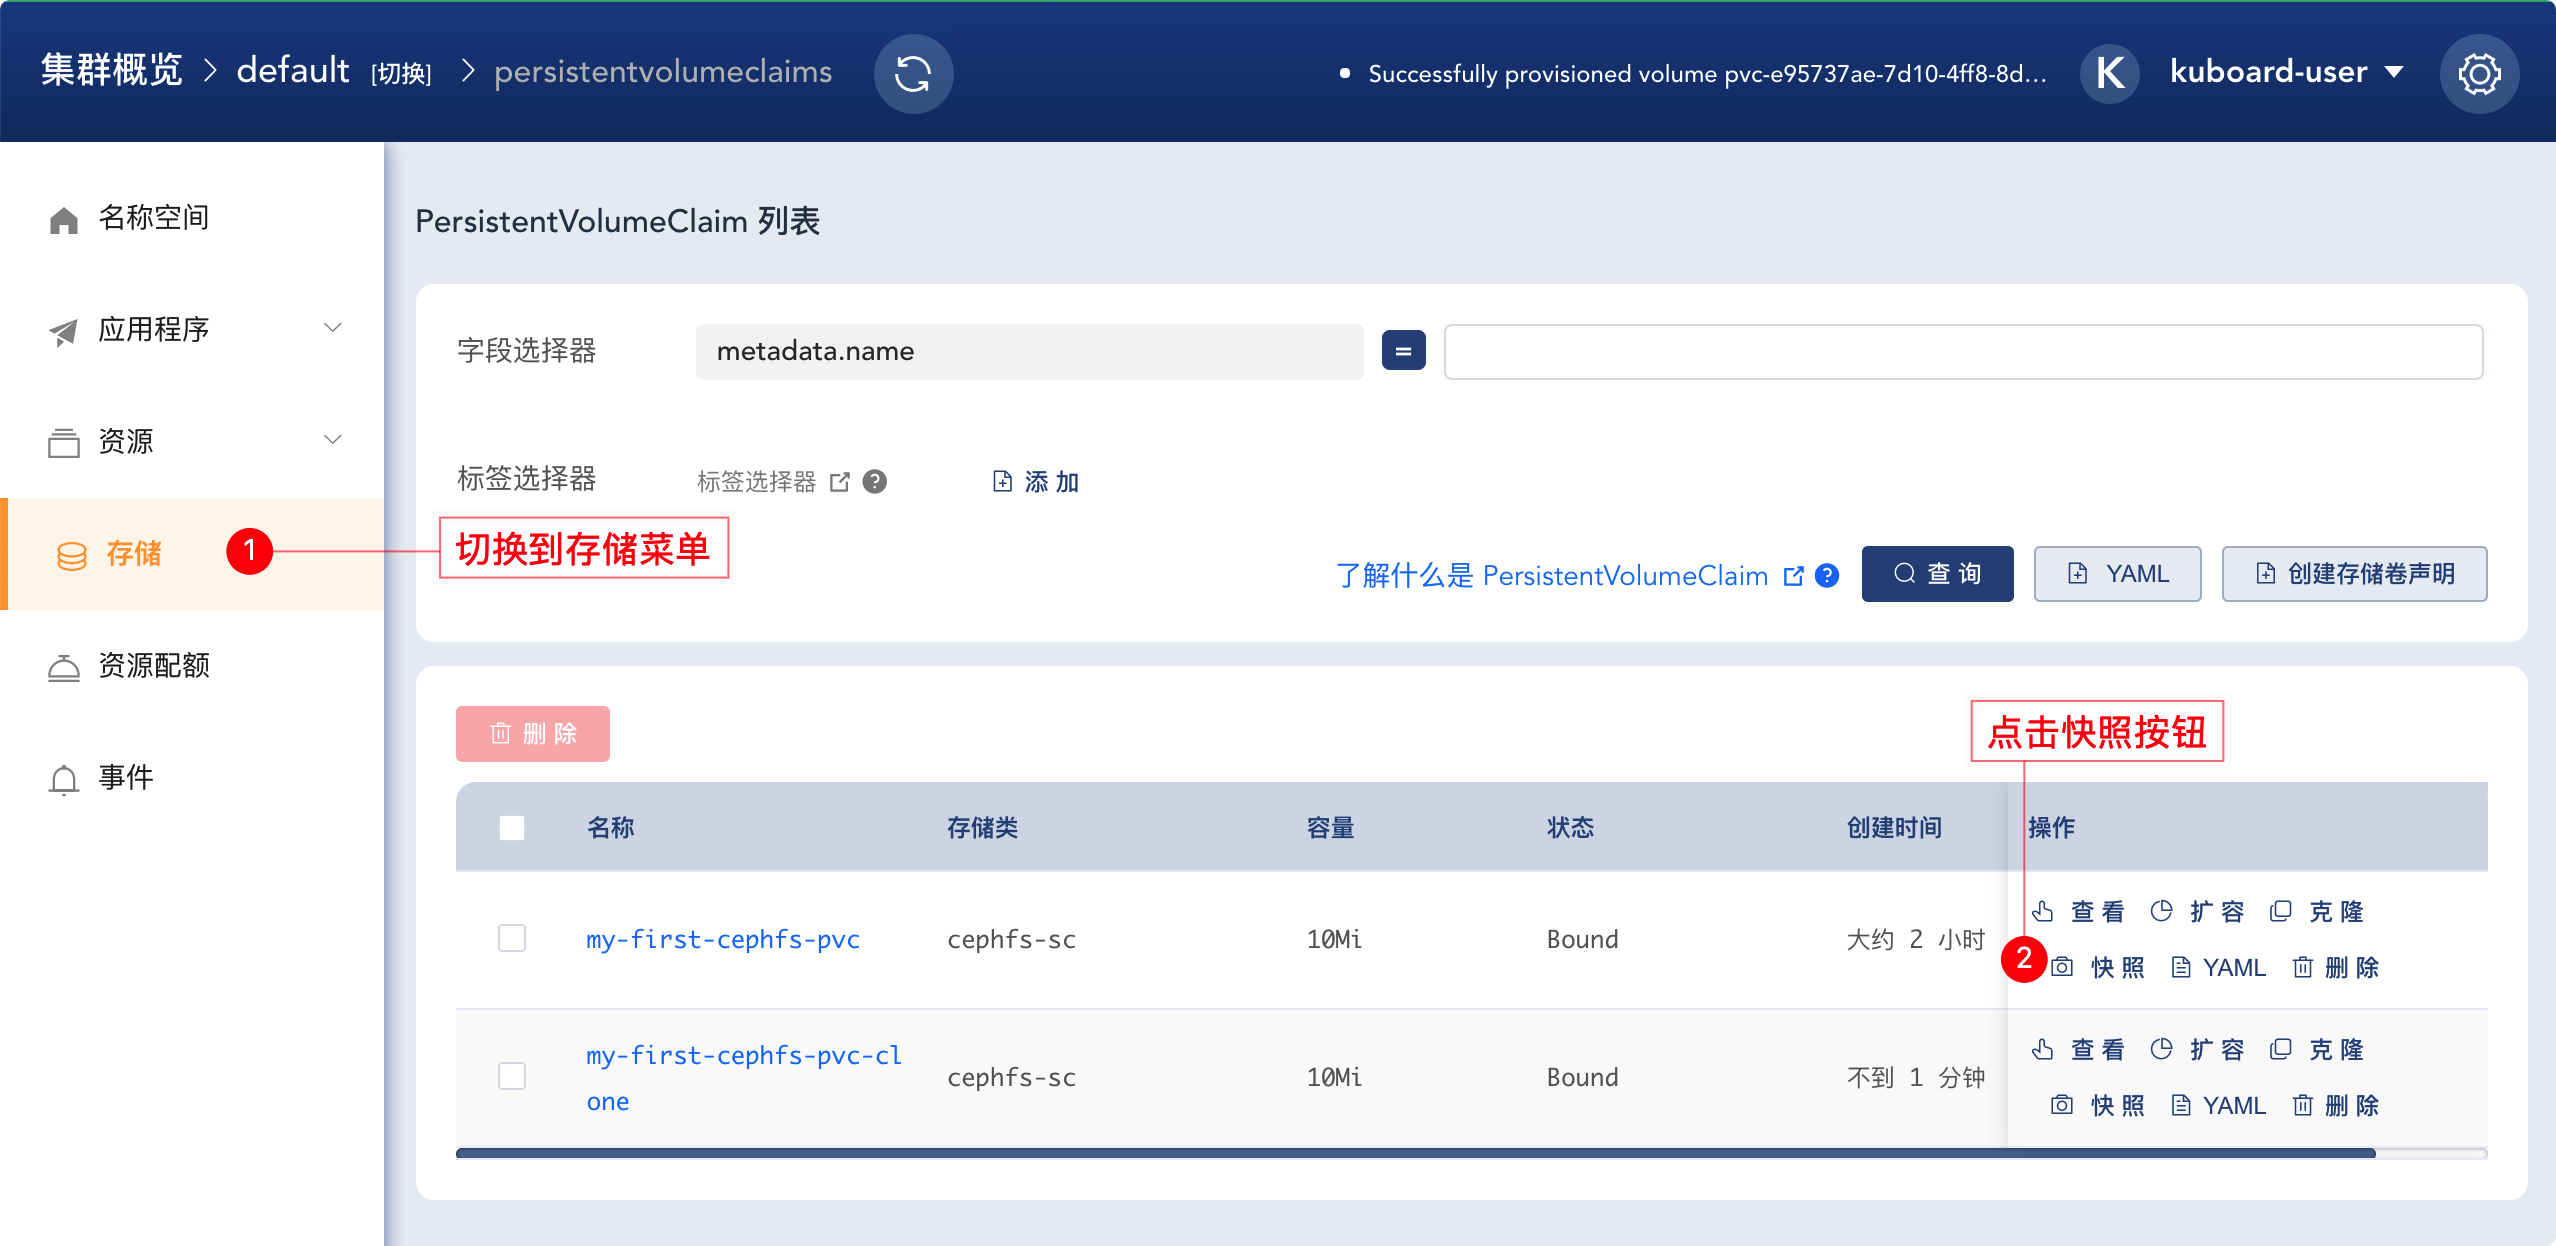 集群概览 > default [切换] > persistentvolumeclaims
Successfully provisioned volume pvc-e95737ae-7d10-4ff8-8d...
K kuboard-user
名称空间
应用程序
资源
存储
资源配额
事件
PersistentVolumeClaim 列表
字段选择器 metadata.name =
标签选择器 标签选择器 ? 添 加
1 切换到存储菜单
了解什么是 PersistentVolumeClaim ? 查 询 YAML 创建存储卷声明
删 除
点击快照按钮
名称 存储类 容量 状态 创建时间 操作
my-first-cephfs-pvc cephfs-sc 10Mi Bound 大约 2 小时
查 看 扩 容 克 隆
2 快 照 YAML 删 除
my-first-cephfs-pvc-cl
one
cephfs-sc 10Mi Bound 不到 1 分钟
查 看 扩 容 克 隆
快 照 YAML 删 除